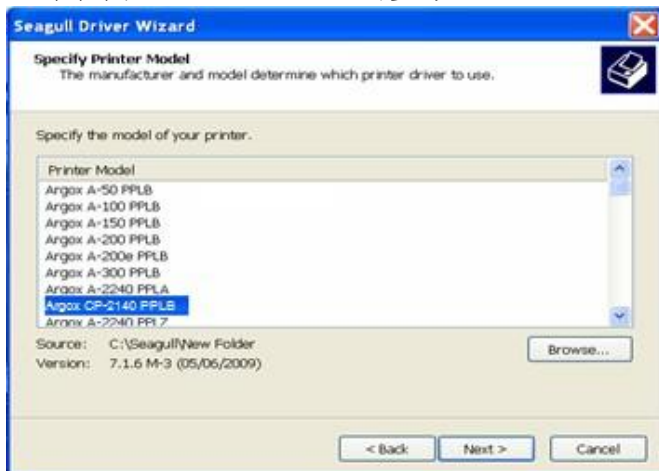 Seagull Driver Wizard
Specify Printer Model
The manufacturer and model determine which printer driver to use.
Specify the model of your printer.
Printer Model
Argox A-50 PPLB
Argox A-100 PPLB
Argox A-150 PPLB
Argox A-200 PPLB
Argox A-200e PPLB
Argox A-300 PPLB
Argox A-2240 PPLA
Argox CP-2140 PPLB
Argox A-2240 PPLZ
Source: C:\Seagull\New Folder
Browse...
Version: 7.1.6 M-3 (05/06/2009)
< Back
Next >
Cancel